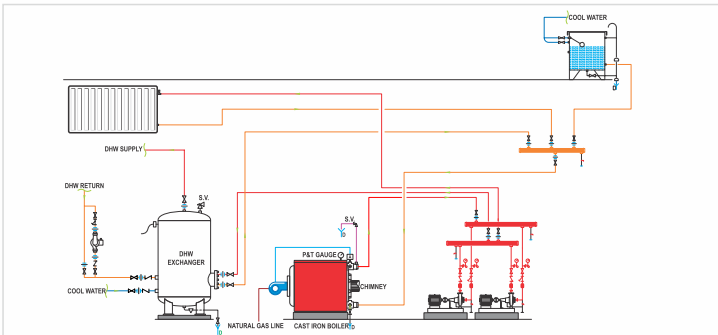 COOL WATER
DHW SUPPLY
DHW RETURN
S.V.
S.V.
DHW
EXCHANGER
P&T GAUGE
CHIMNEY
COOL WATER
NATURAL GAS LINE
CAST IRON BOILER